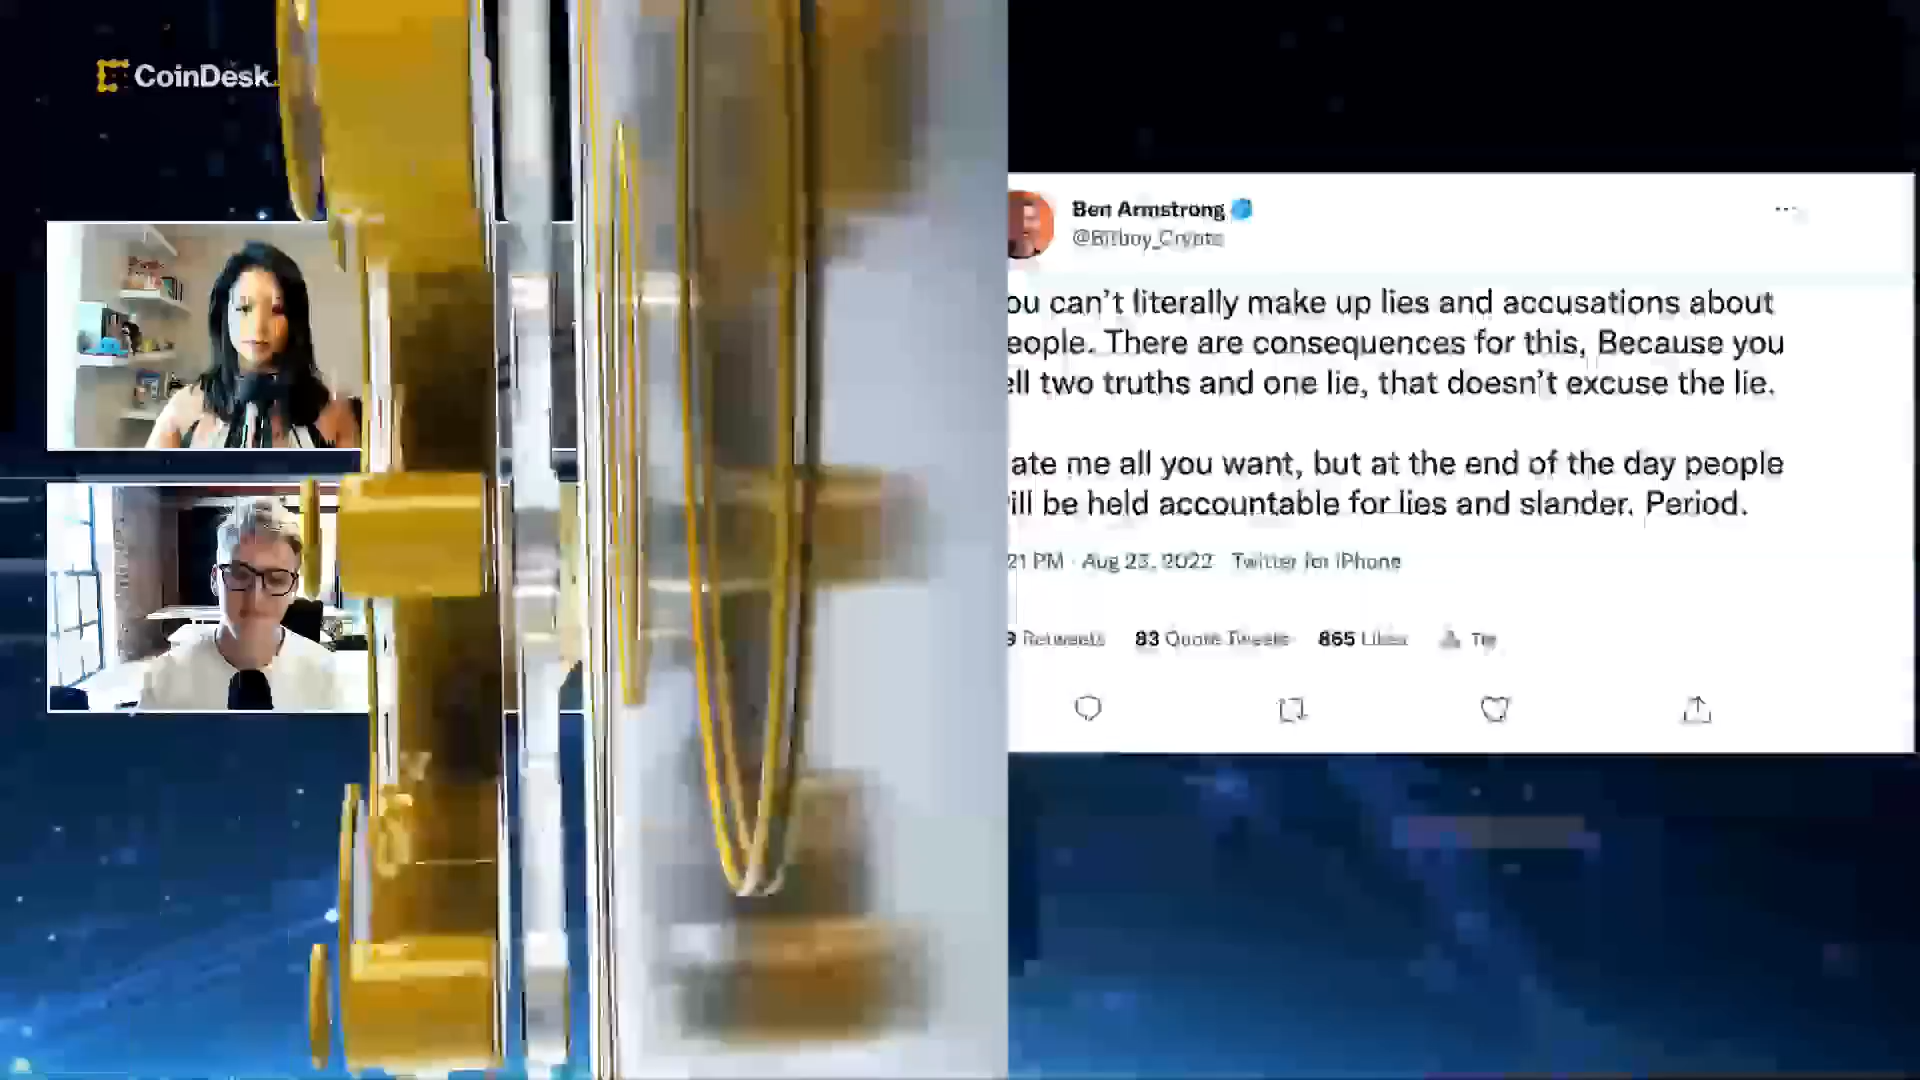 CoinDesk
Ben Armstrong
@Bitboy_Crypto
ou can't literally make up lies and accusations about
eople. There are consequences for this, Because you
ell two truths and one lie, that doesn't excuse the lie.
ate me all you want, but at the end of the day people
ill be held accountable for lies and slander. Period.
21 PM · Aug 23, 2022 Twitter for iPhone
9 Retweets 83 Quote Tweets 865 Likes Tip